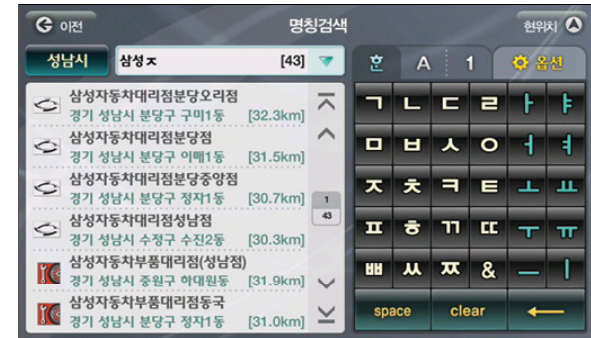 이전 명칭검색 현위치
성남시 삼성ㅈ [43] 훈 A 1 옵션
삼성자동차대리점분당오리점
경기 성남시 분당구 구미1동 [32.3km]
삼성자동차대리점분당점
경기 성남시 분당구 이매1동 [31.5km]
삼성자동차대리점분당중앙점
경기 성남시 분당구 정자1동 [30.7km]
삼성자동차대리점성남점
경기 성남시 수정구 수진2동 [30.3km]
삼성자동차부품대리점(성남점)
경기 성남시 중원구 하대원동 [31.9km]
삼성자동차부품대리점동국
경기 성남시 분당구 정자1동 [31.0km]
1
43
ㄱ ㄴ ㄷ ㄹ ㅏ ㅑ
ㅁ ㅂ ㅅ ㅇ ㅓ ㅕ
ㅈ ㅊ ㅋ ㅌ ㅗ ㅛ
ㅍ ㅎ ㄲ ㄸ ㅜ ㅠ
ㅃ ㅆ ㅉ & ㅡ ㅣ
space clear ←